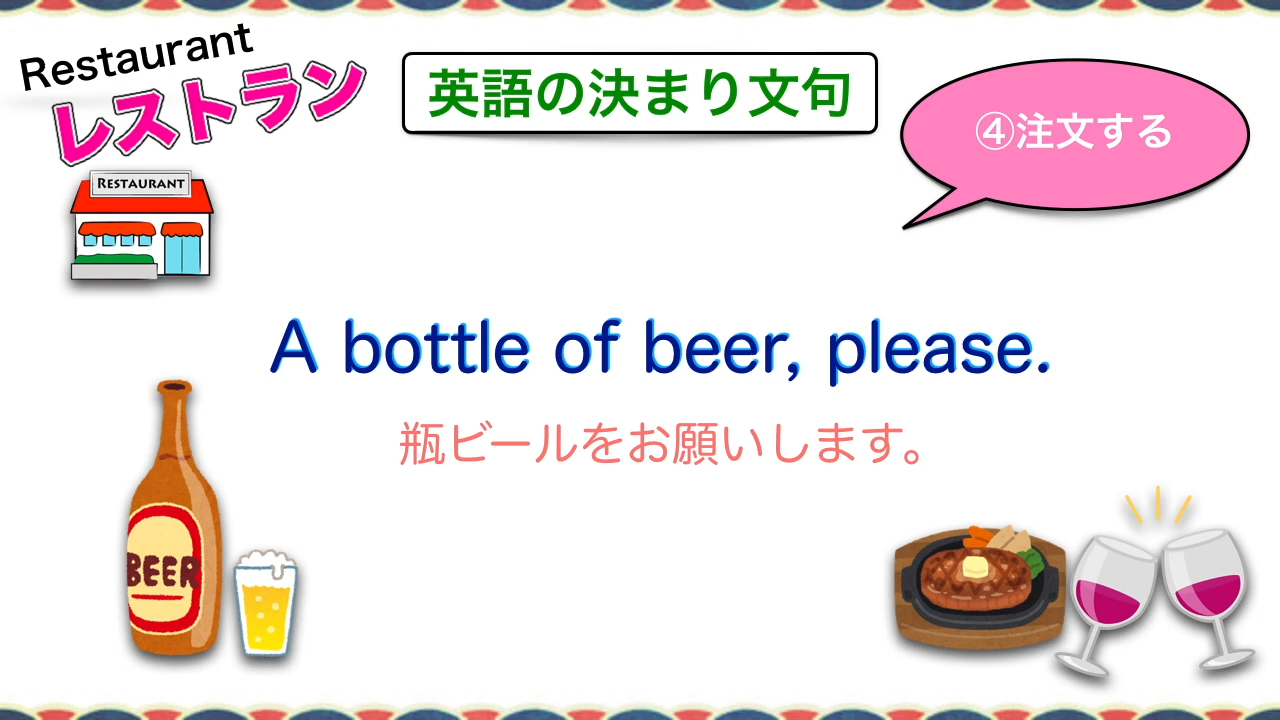 Restaurant
レストラン
英語の決まり文句
④注文する
RESTAURANT
A bottle of beer, please.
瓶ビールをお願いします。
BEER